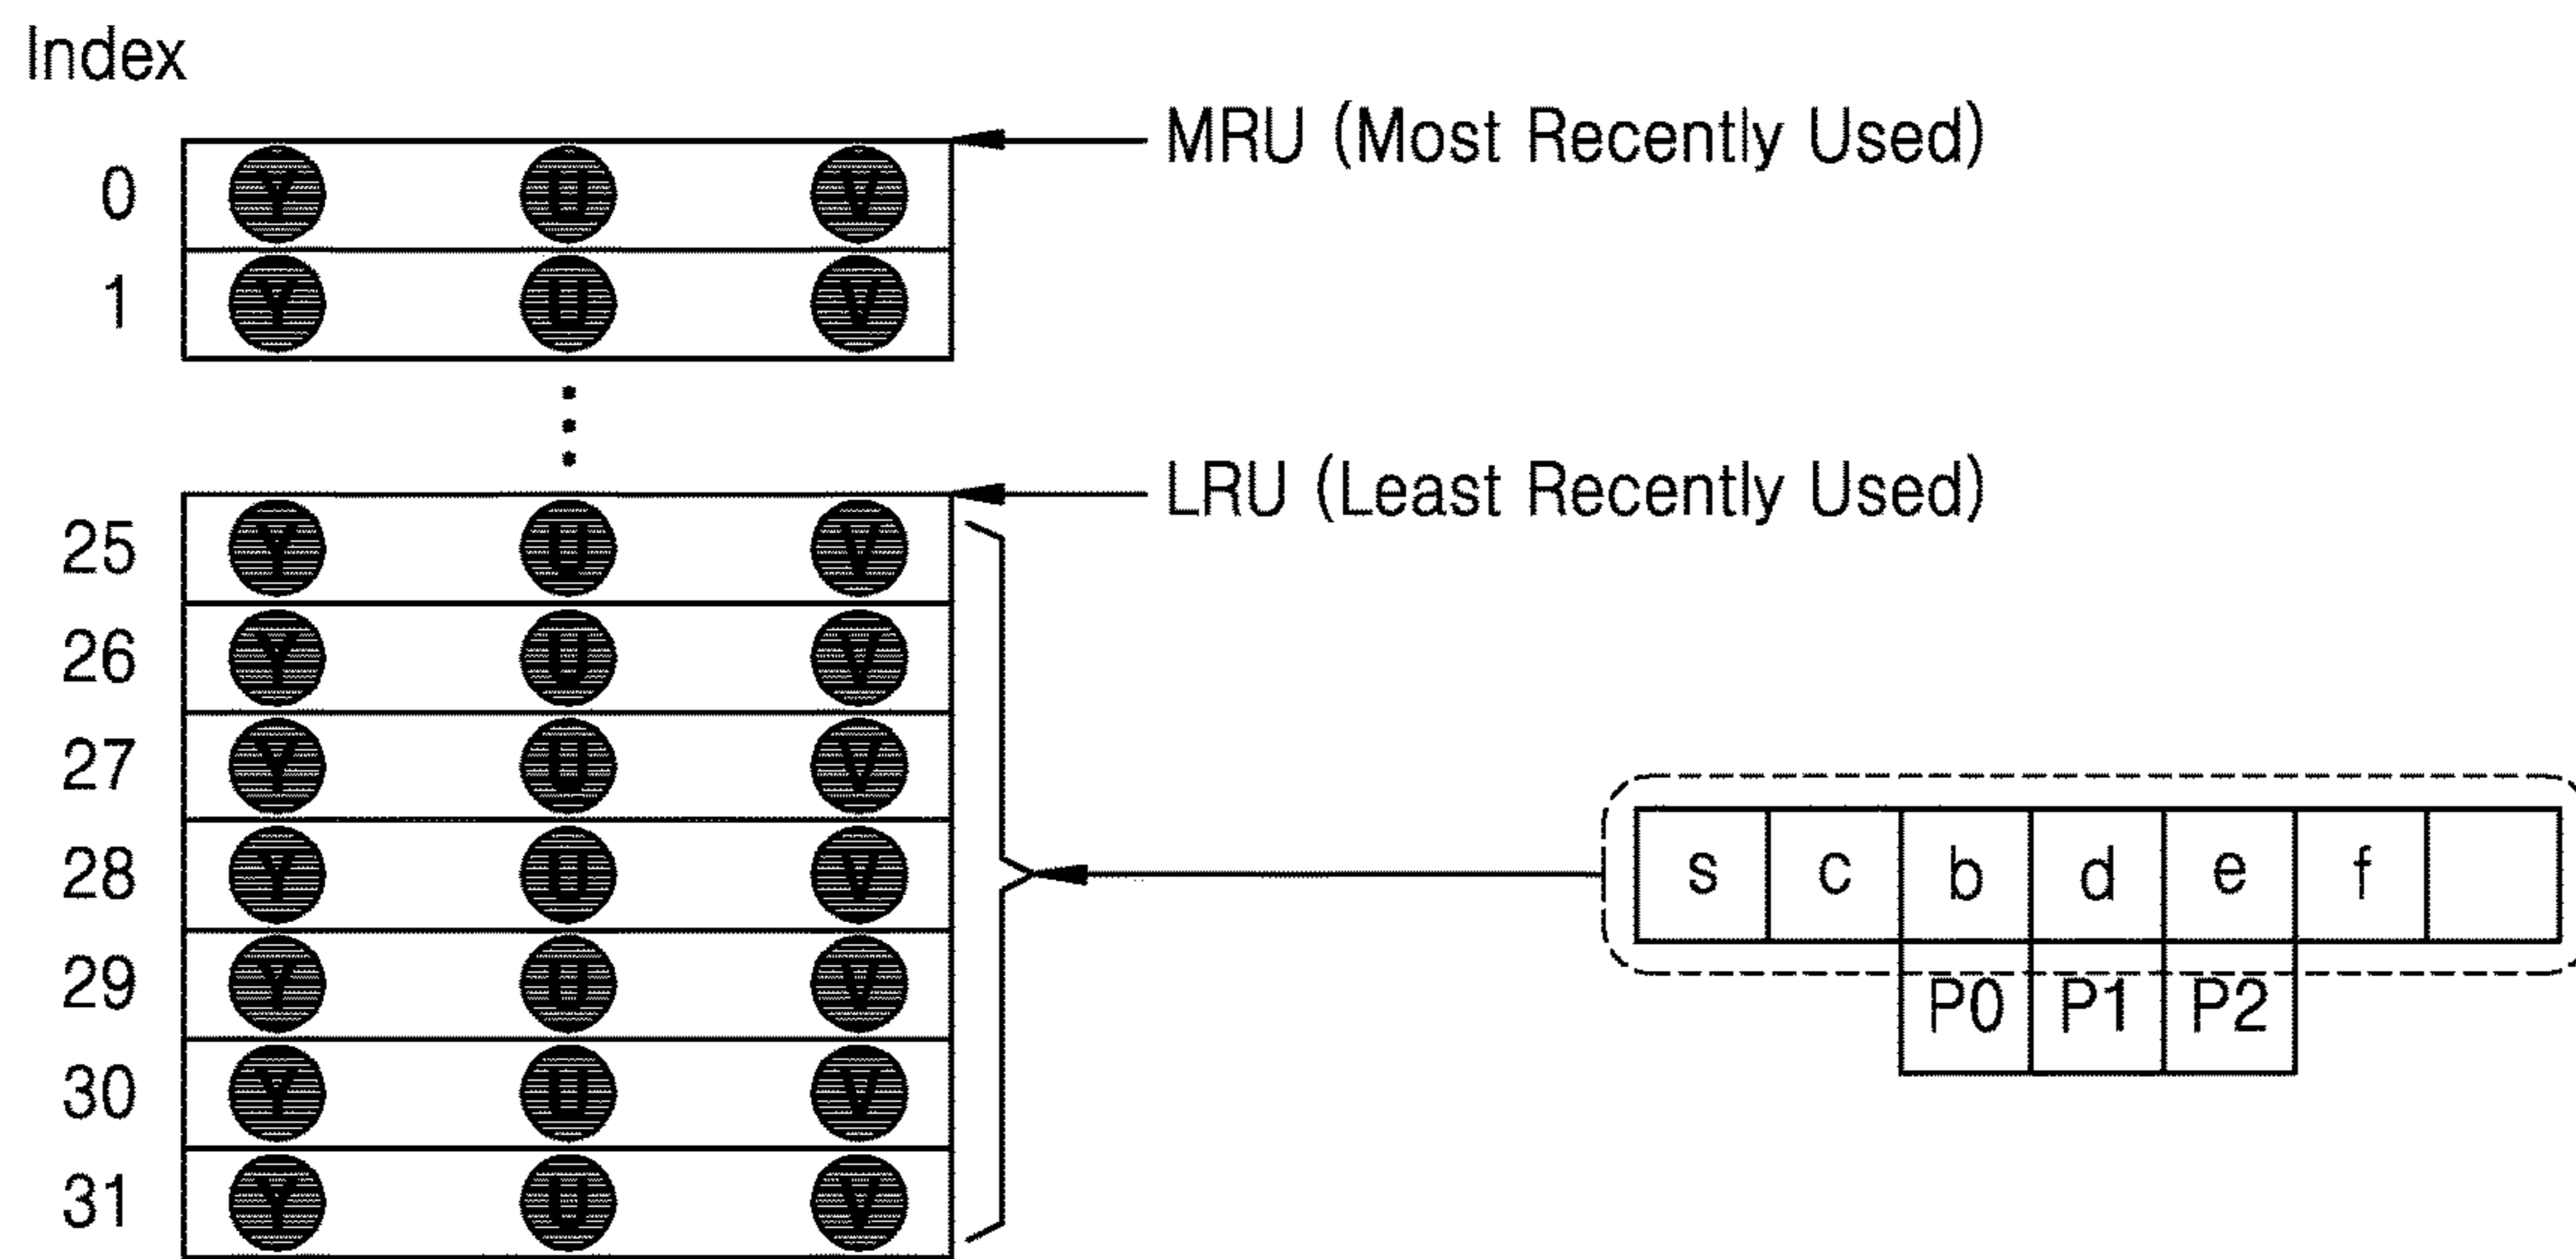 Index
MRU (Most Recently Used)
0 Y U V
1 Y U V
LRU (Least Recently Used)
25 Y U V
26 Y U V
27 Y U V
28 Y U V
29 Y U V
30 Y U V
31 Y U V
s c b d e f
P0 P1 P2